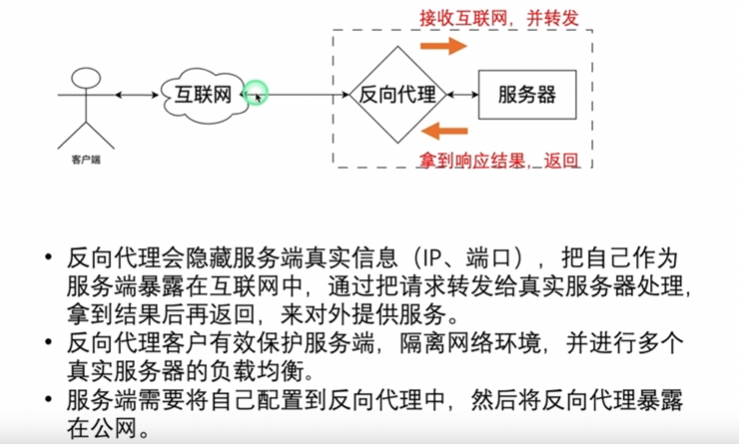 接收互联网，并转发
互联网
反向代理
服务器
客户端
拿到响应结果，返回
• 反向代理会隐藏服务端真实信息（IP、端口），把自己作为
服务端暴露在互联网中，通过把请求转发给真实服务器处理，
拿到结果后再返回，来对外提供服务。
• 反向代理客户有效保护服务端，隔离网络环境，并进行多个
真实服务器的负载均衡。
• 服务端需要将自己配置到反向代理中，然后将反向代理暴露
在公网。